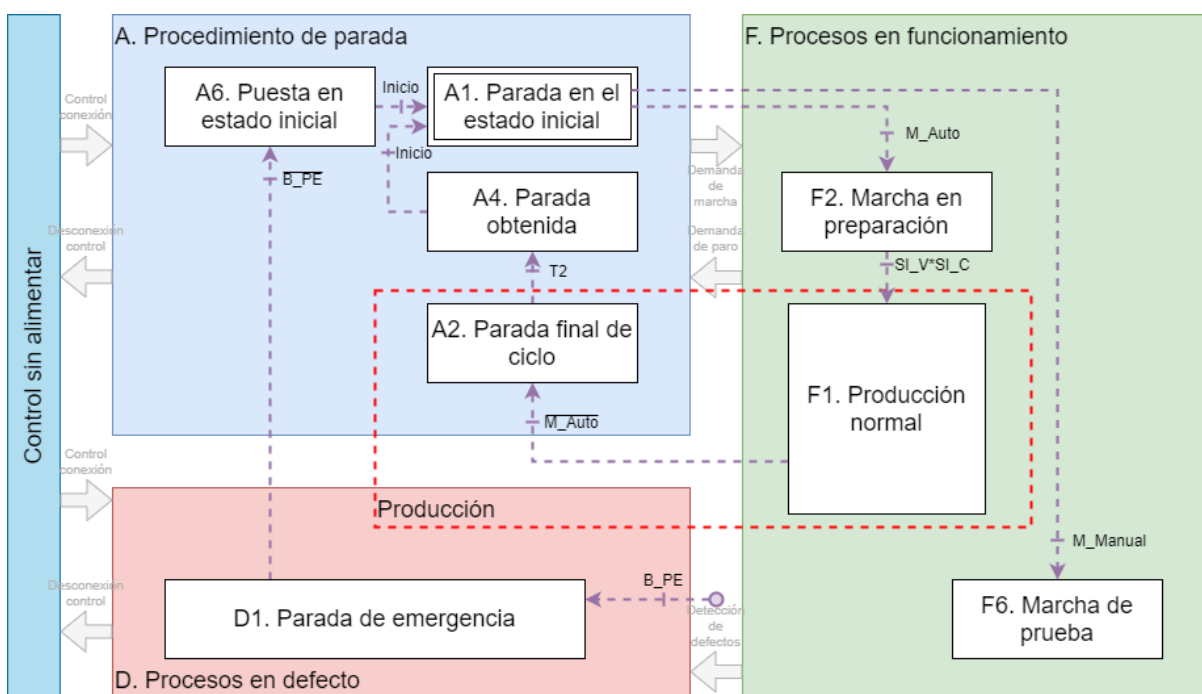 A. Procedimiento de parada
F. Procesos en funcionamiento
A6. Puesta en
estado inicial
Inicio
A1. Parada en el
estado inicial
Control
conexión
M_Auto
Inicio
B_PE
Demanda
de
marcha
A4. Parada
obtenida
F2. Marcha en
preparación
Desconexión
control
Demanda
de paro
T2
SI_V*SI_C
A2. Parada final de
ciclo
F1. Producción
normal
Control sin alimentar
M_Auto
Control
conexión
Producción
M_Manual
Desconexión
control
B_PE
D1. Parada de emergencia
Detección
de
defectos
F6. Marcha de
prueba
D. Procesos en defecto